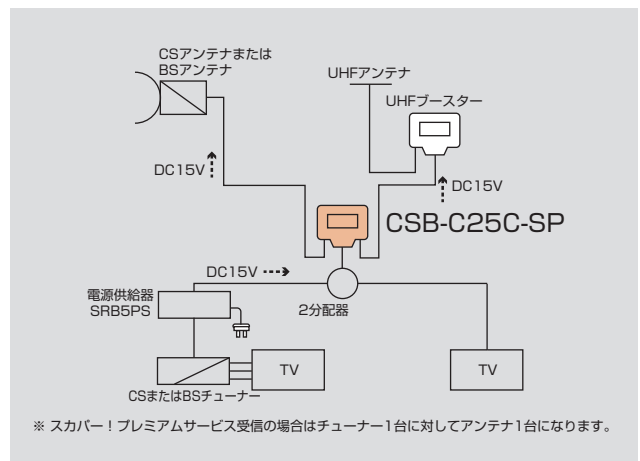 CSアンテナまたは
BSアンテナ
UHFアンテナ
UHFブースター
DC15V
DC15V
CSB-C25C-SP
DC15V
電源供給器
SRB5PS
2分配器
TV
TV
CSまたはBSチューナー
※ スカパー！プレミアムサービス受信の場合はチューナー1台に対してアンテナ1台になります。